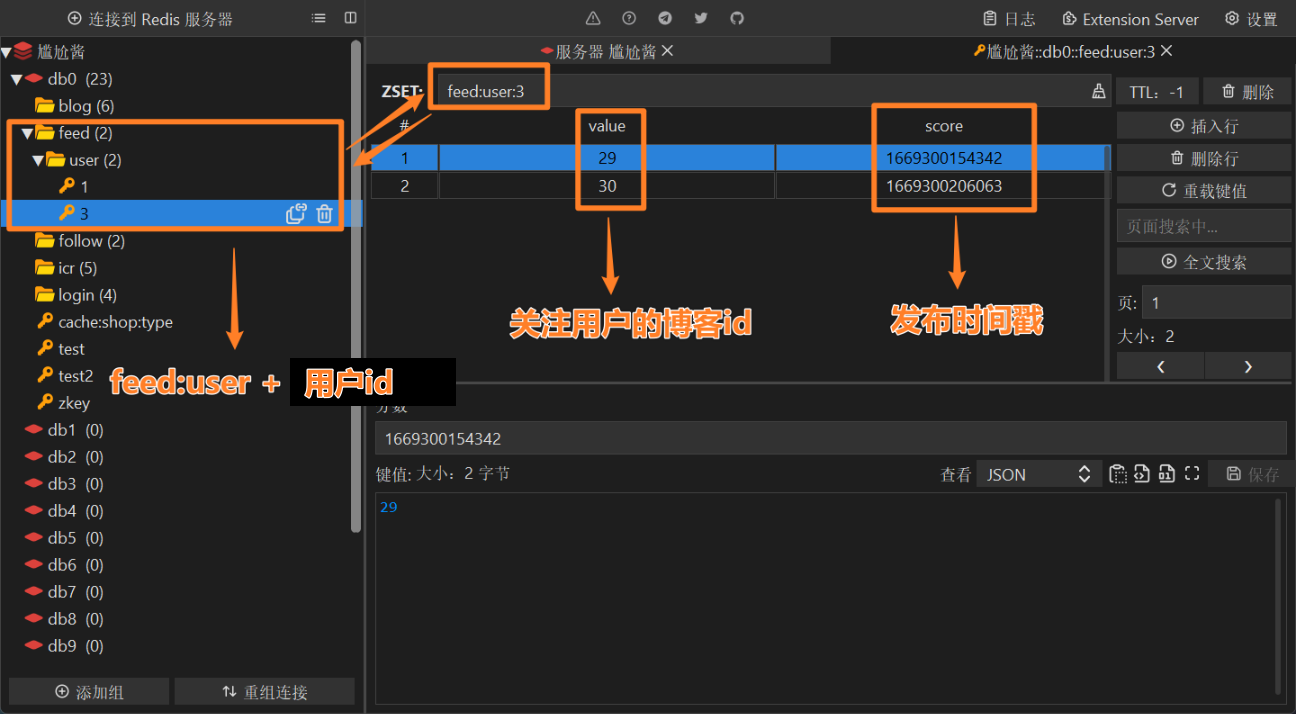 连接到 Redis 服务器
日志
Extension Server
设置
尴尬酱
db0 (23)
blog (6)
feed (2)
user (2)
1
3
follow (2)
icr (5)
login (4)
cache:shop:type
test
test2
zkey
db1 (0)
db2 (0)
db3 (0)
db4 (0)
db5 (0)
db6 (0)
db7 (0)
db8 (0)
db9 (0)
添加组
重组连接
feed:user + 用户id
服务器 尴尬酱
尴尬酱::db0::feed:user:3
ZSET: feed:user:3
TTL: -1
删除
# value score
1 29 1669300154342
2 30 1669300206063
关注用户的博客id
发布时间戳
插入行
删除行
重载键值
页面搜索中...
全文搜索
页: 1
大小: 2
分数
1669300154342
键值: 大小: 2 字节
查看 JSON
保存
29